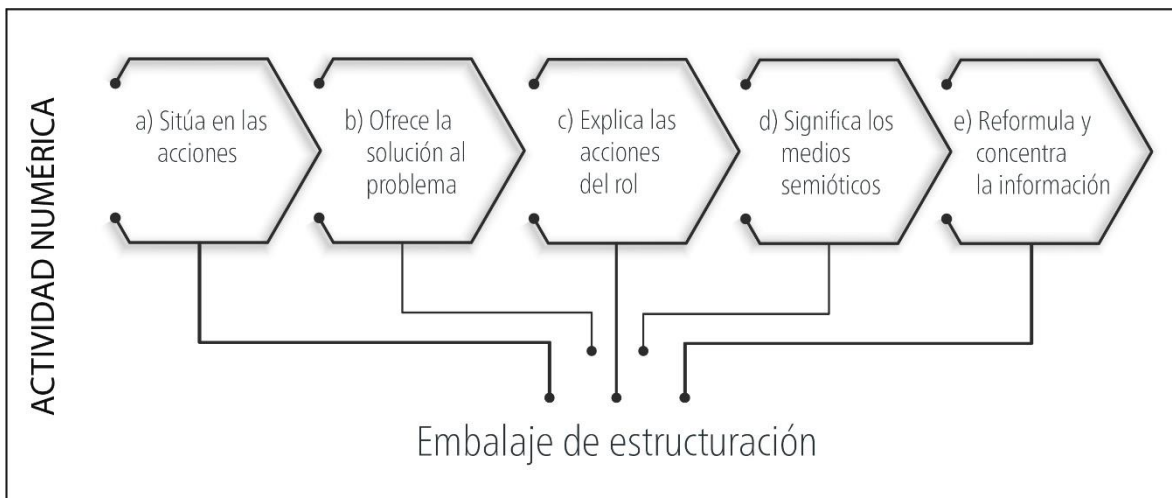 ACTIVIDAD NUMÉRICA
a) Sitúa en las
acciones
b) Ofrece la
solución al
problema
c) Explica las
acciones
del rol
d) Significa los
medios
semióticos
e) Reformula y
concentra
la información
Embalaje de estructuración